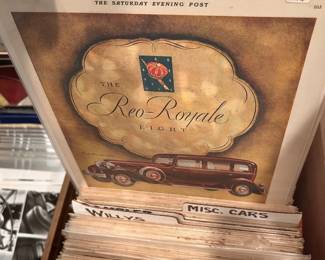 THE SATURDAY EVENING POST
THE
Reo-Royale
EIGHT
MISC. CARS
WILLYS